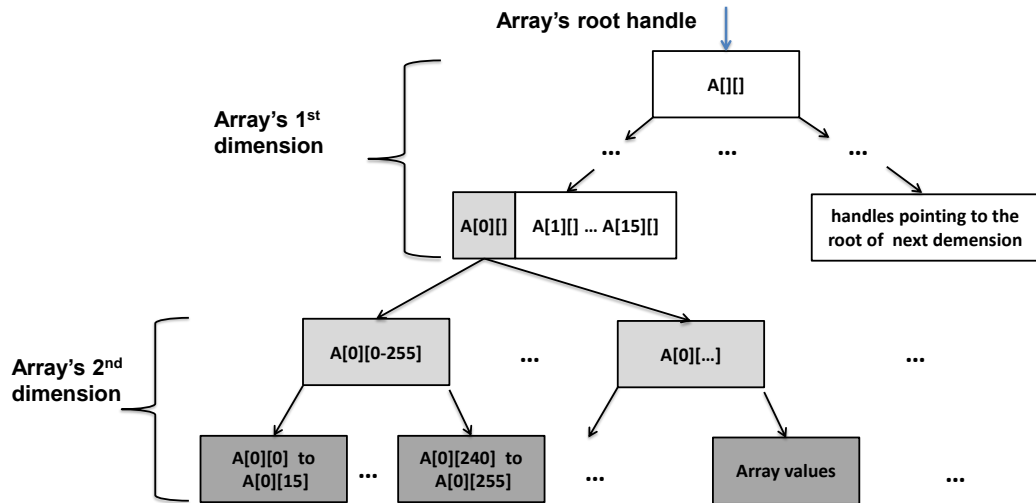 Array's root handle
A[][]
Array's 1st
dimension
... ... ...
A[0][]
A[1][] ... A[15][]
handles pointing to the
root of next demension
Array's 2nd
dimension
A[0][0-255]
...
A[0][...]
...
A[0][0] to
A[0][15]
...
A[0][240] to
A[0][255]
...
Array values
...